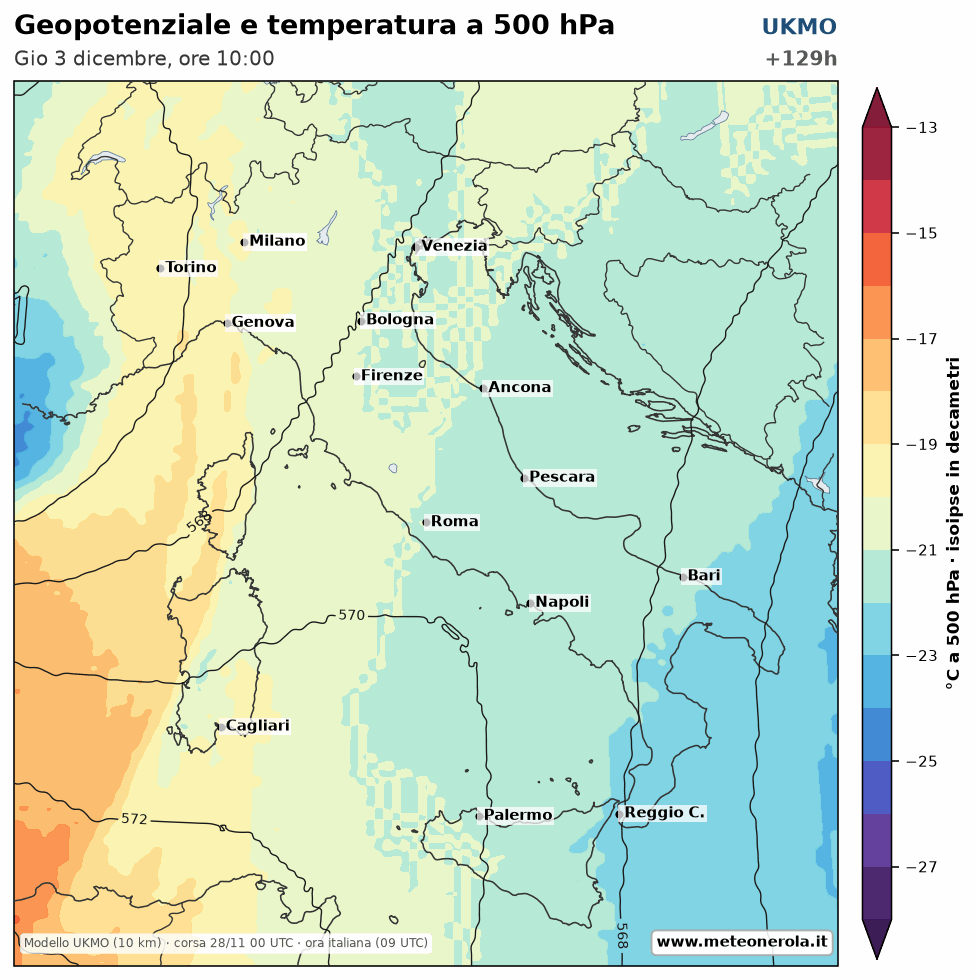 Geopotenziale e temperatura a 500 hPa
UKMO
Gio 3 dicembre, ore 10:00
+129h
−13
−15
−17
−19
−21
−23
−25
−27
°C a 500 hPa · isoipse in decametri
Milano
Venezia
Torino
Genova
Bologna
Firenze
Ancona
Pescara
Roma
568
Bari
Napoli
570
Cagliari
Palermo
Reggio C.
572
568
Modello UKMO (10 km) · corsa 28/11 00 UTC · ora italiana (09 UTC)
www.meteonerola.it